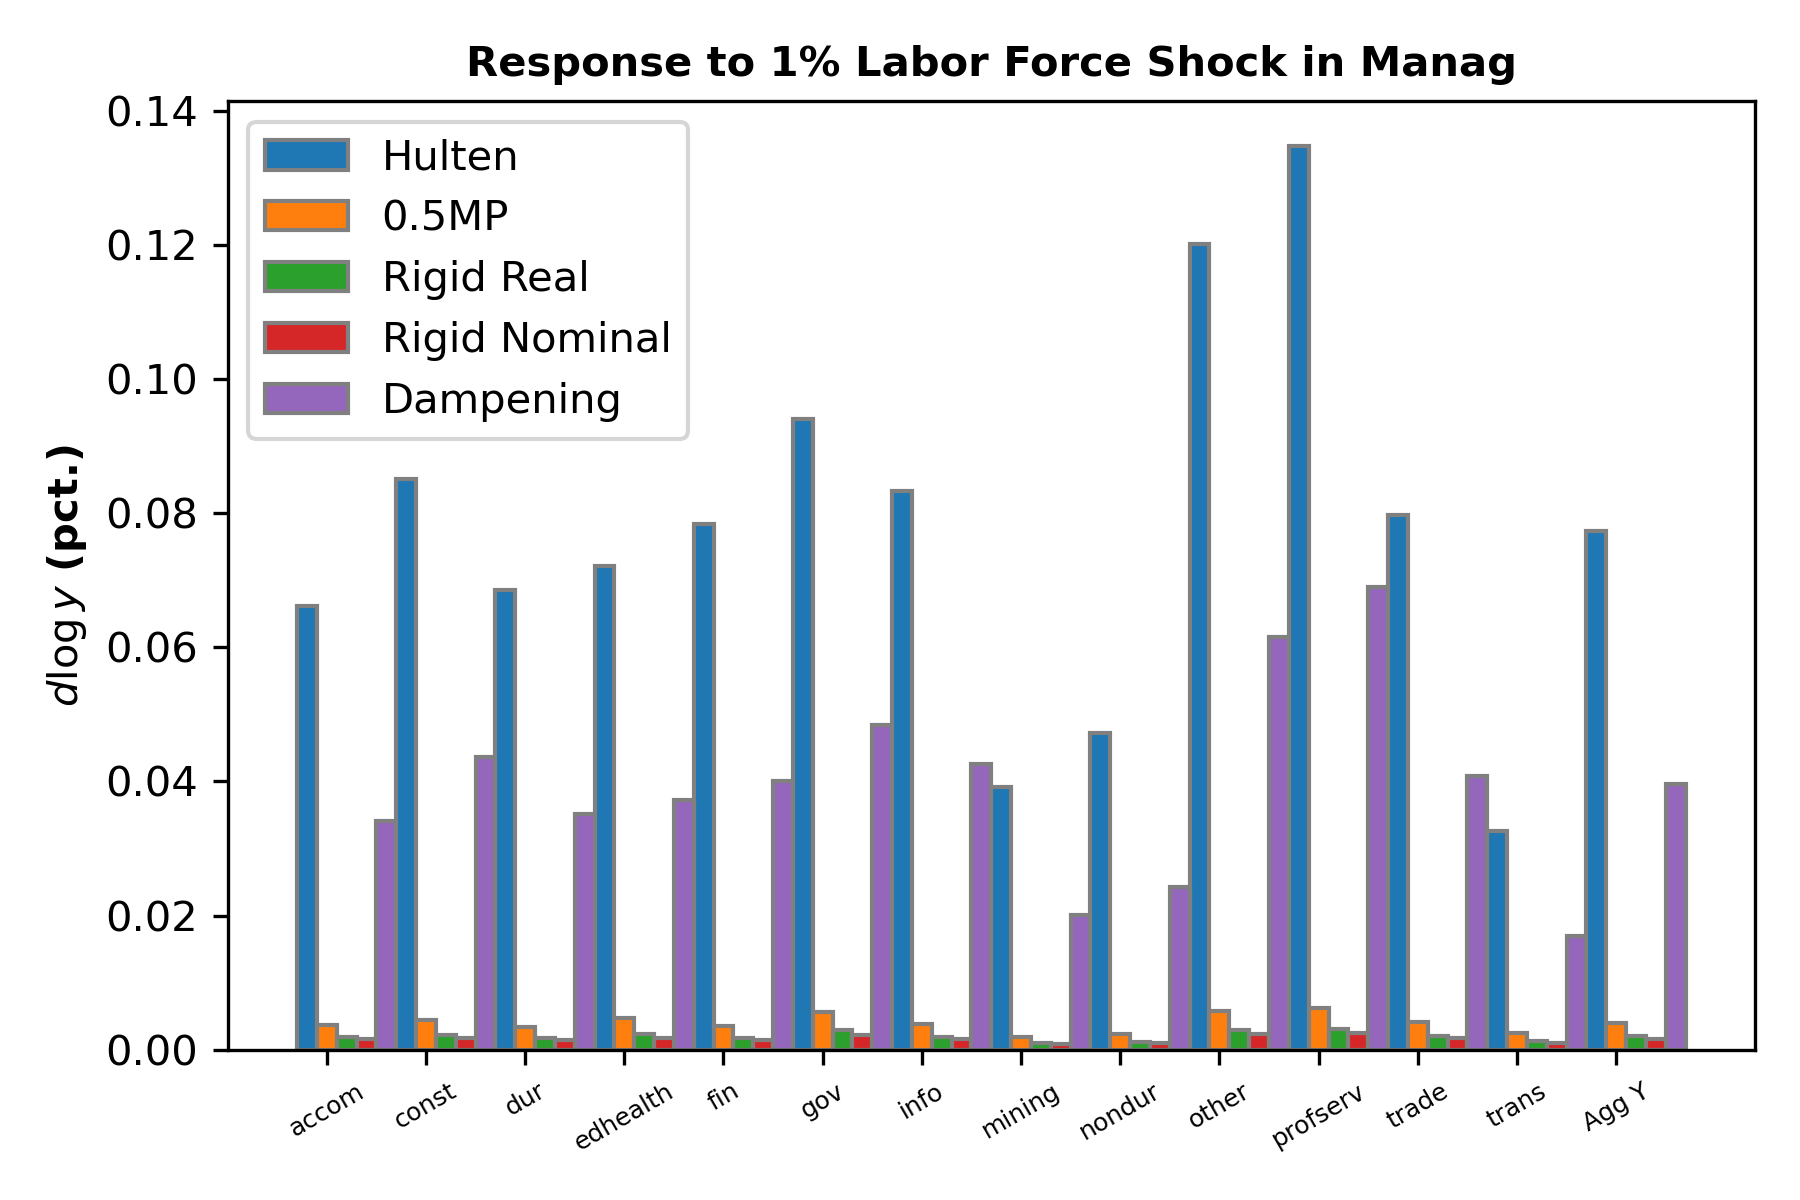 Response to 1% Labor Force Shock in Manag
0.14
0.12
0.10
0.08
0.06
0.04
0.02
0.00
dlog y (pct.)
Hulten
0.5MP
Rigid Real
Rigid Nominal
Dampening
accom
const
dur
edhealth
fin
gov
info
mining
nondur
other
profserv
trade
trans
Agg Y